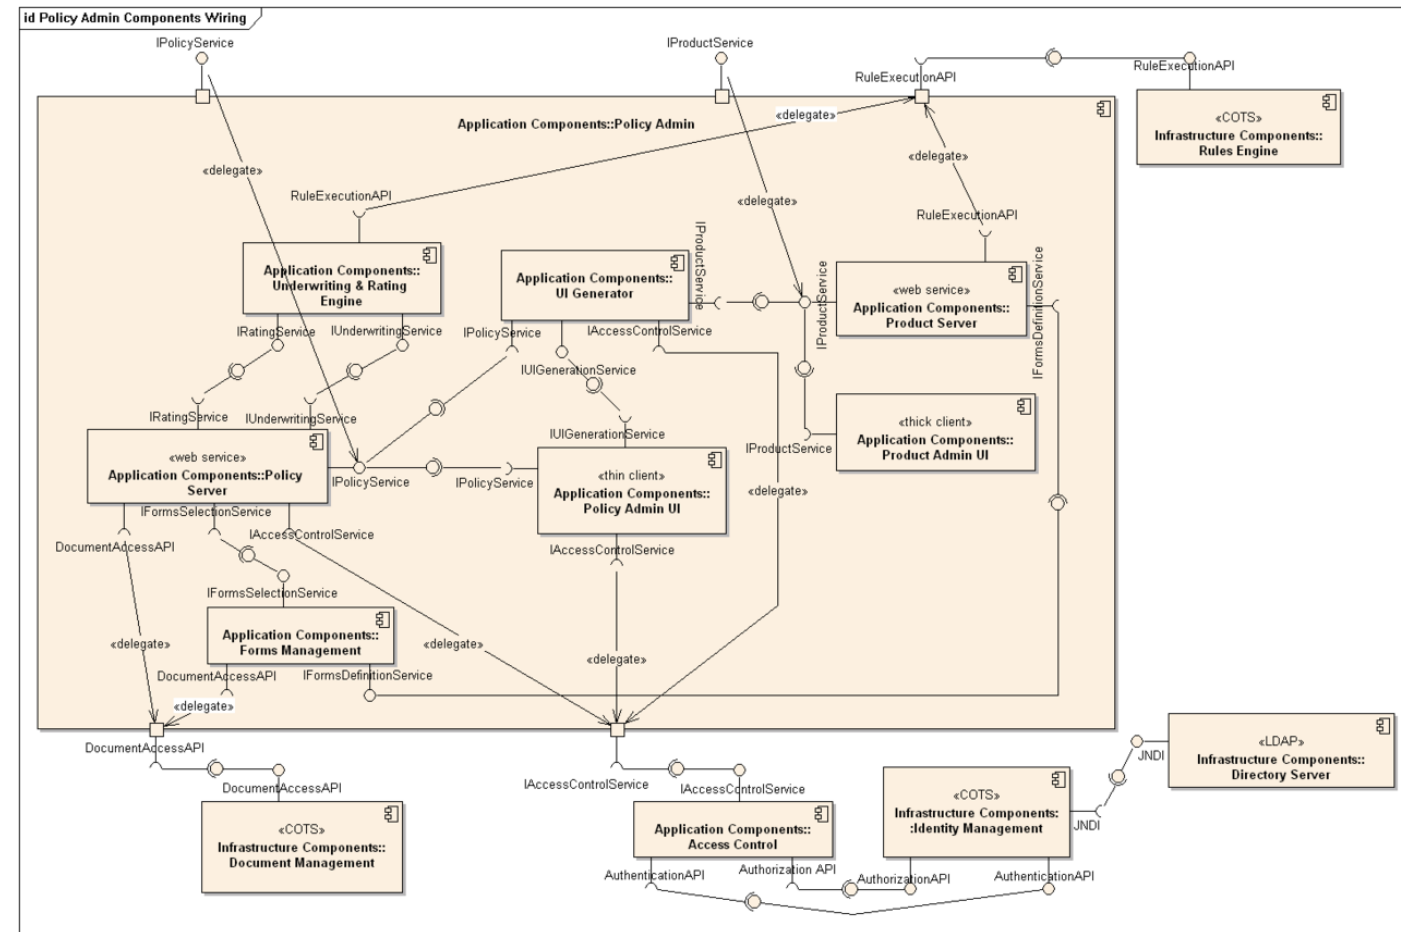 id Policy Admin Components Wiring
IPolicyService
IProductService
RuleExecutionAPI
RuleExecutionAPI
«COTS»
Infrastructure Components::
Rules Engine
Application Components::Policy Admin
«delegate»
«delegate»
«delegate»
«delegate»
RuleExecutionAPI
RuleExecutionAPI
Application Components::
Underwriting & Rating
Engine
Application Components::
UI Generator
IProductService
IProductService
«web service»
Application Components::
Product Server
IFormsDefinitionService
IRatingService
IUnderwritingService
IPolicyService
IAccessControlService
IUIGenerationService
IRatingService
IUnderwritingService
IUIGenerationService
IProductService
«thick client»
Application Components::
Product Admin UI
«web service»
Application Components::Policy
Server
IPolicyService
IPolicyService
«thin client»
Application Components::
Policy Admin UI
«delegate»
IFormsSelectionService
IAccessControlService
DocumentAccessAPI
IAccessControlService
IFormsSelectionService
Application Components::
Forms Management
«delegate»
«delegate»
«delegate»
DocumentAccessAPI
IFormsDefinitionService
«delegate»
DocumentAccessAPI
DocumentAccessAPI
«COTS»
Infrastructure Components::
Document Management
IAccessControlService
IAccessControlService
Application Components::
Access Control
AuthenticationAPI
Authorization API
«COTS»
Infrastructure Components:
:Identity Management
AuthorizationAPI
AuthenticationAPI
JNDI
JNDI
«LDAP»
Infrastructure Components::
Directory Server